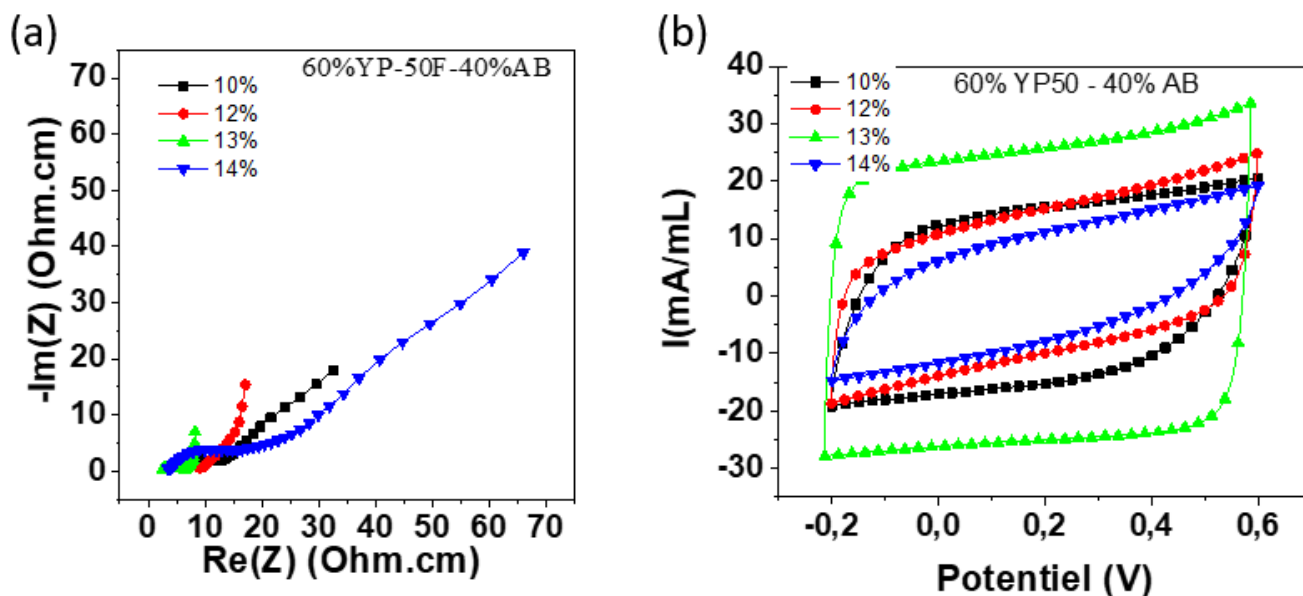 (a)
60%YP-50F-40%AB
10%
12%
13%
14%
-Im(Z) (Ohm.cm)
70
60
50
40
30
20
10
0
0 10 20 30 40 50 60 70
Re(Z) (Ohm.cm)
(b)
60% YP50 - 40% AB
10%
12%
13%
14%
I(mA/mL)
40
30
20
10
0
-10
-20
-30
-0,2 0,0 0,2 0,4 0,6
Potentiel (V)